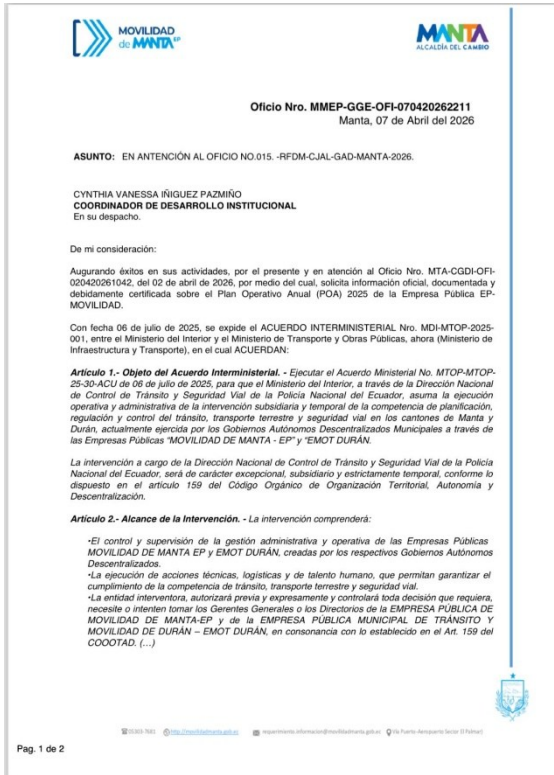 MOVILIDAD
de MANTA EP
MANTA
ALCALDÍA DEL CAMBIO
Oficio Nro. MMEP-GGE-OFI-070420262211
Manta, 07 de Abril del 2026
ASUNTO: EN ANTENCIÓN AL OFICIO NO.015. -RFDM-CJAL-GAD-MANTA-2026.
CYNTHIA VANESSA IÑIGUEZ PAZMIÑO
COORDINADOR DE DESARROLLO INSTITUCIONAL
En su despacho.
De mi consideración:
Augurando éxitos en sus actividades, por el presente y en atención al Oficio Nro. MTA-CGDI-OFI-
020420261042, del 02 de abril de 2026, por medio del cual, solicita información oficial, documentada y
debidamente certificada sobre el Plan Operativo Anual (POA) 2025 de la Empresa Pública EP-
MOVILIDAD.
Con fecha 06 de julio de 2025, se expide el ACUERDO INTERMINISTERIAL Nro. MDI-MTOP-2025-
001, entre el Ministerio del Interior y el Ministerio de Transporte y Obras Públicas, ahora (Ministerio de
Infraestructura y Transporte), en el cual ACUERDAN:
Artículo 1.- Objeto del Acuerdo Interministerial. - Ejecutar el Acuerdo Ministerial No. MTOP-MTOP-
25-30-ACU de 06 de julio de 2025, para que el Ministerio del Interior, a través de la Dirección Nacional
de Control de Tránsito y Seguridad Vial de la Policía Nacional del Ecuador, asuma la ejecución
operativa y administrativa de la intervención subsidiaria y temporal de la competencia de planificación,
regulación y control del tránsito, transporte terrestre y seguridad vial en los cantones de Manta y
Durán, actualmente ejercida por los Gobiernos Autónomos Descentralizados Municipales a través de
las Empresas Públicas “MOVILIDAD DE MANTA - EP” y “EMOT DURÁN.
La intervención a cargo de la Dirección Nacional de Control de Tránsito y Seguridad Vial de la Policía
Nacional del Ecuador, será de carácter excepcional, subsidiario y estrictamente temporal, conforme lo
dispuesto en el artículo 159 del Código Orgánico de Organización Territorial, Autonomía y
Descentralización.
Artículo 2.- Alcance de la Intervención. - La intervención comprenderá:
•El control y supervisión de la gestión administrativa y operativa de las Empresas Públicas
MOVILIDAD DE MANTA EP y EMOT DURÁN, creadas por los respectivos Gobiernos Autónomos
Descentralizados.
•La ejecución de acciones técnicas, logísticas y de talento humano, que permitan garantizar el
cumplimiento de la competencia de tránsito, transporte terrestre y seguridad vial.
•La entidad interventora, autorizará previa y expresamente y controlará toda decisión que requiera,
necesite o intenten tomar los Gerentes Generales o los Directorios de la EMPRESA PÚBLICA DE
MOVILIDAD DE MANTA-EP y de la EMPRESA PÚBLICA MUNICIPAL DE TRÁNSITO Y
MOVILIDAD DE DURÁN – EMOT DURÁN, en consonancia con lo establecido en el Art. 159 del
COOOTAD. (…)
http://movilidadmanta.gob.ec requerimiento.informacion@movilidadmanta.gob.ec Vía Puerto-Aeropuerto Sector (El Palmar)
Pag. 1 de 2